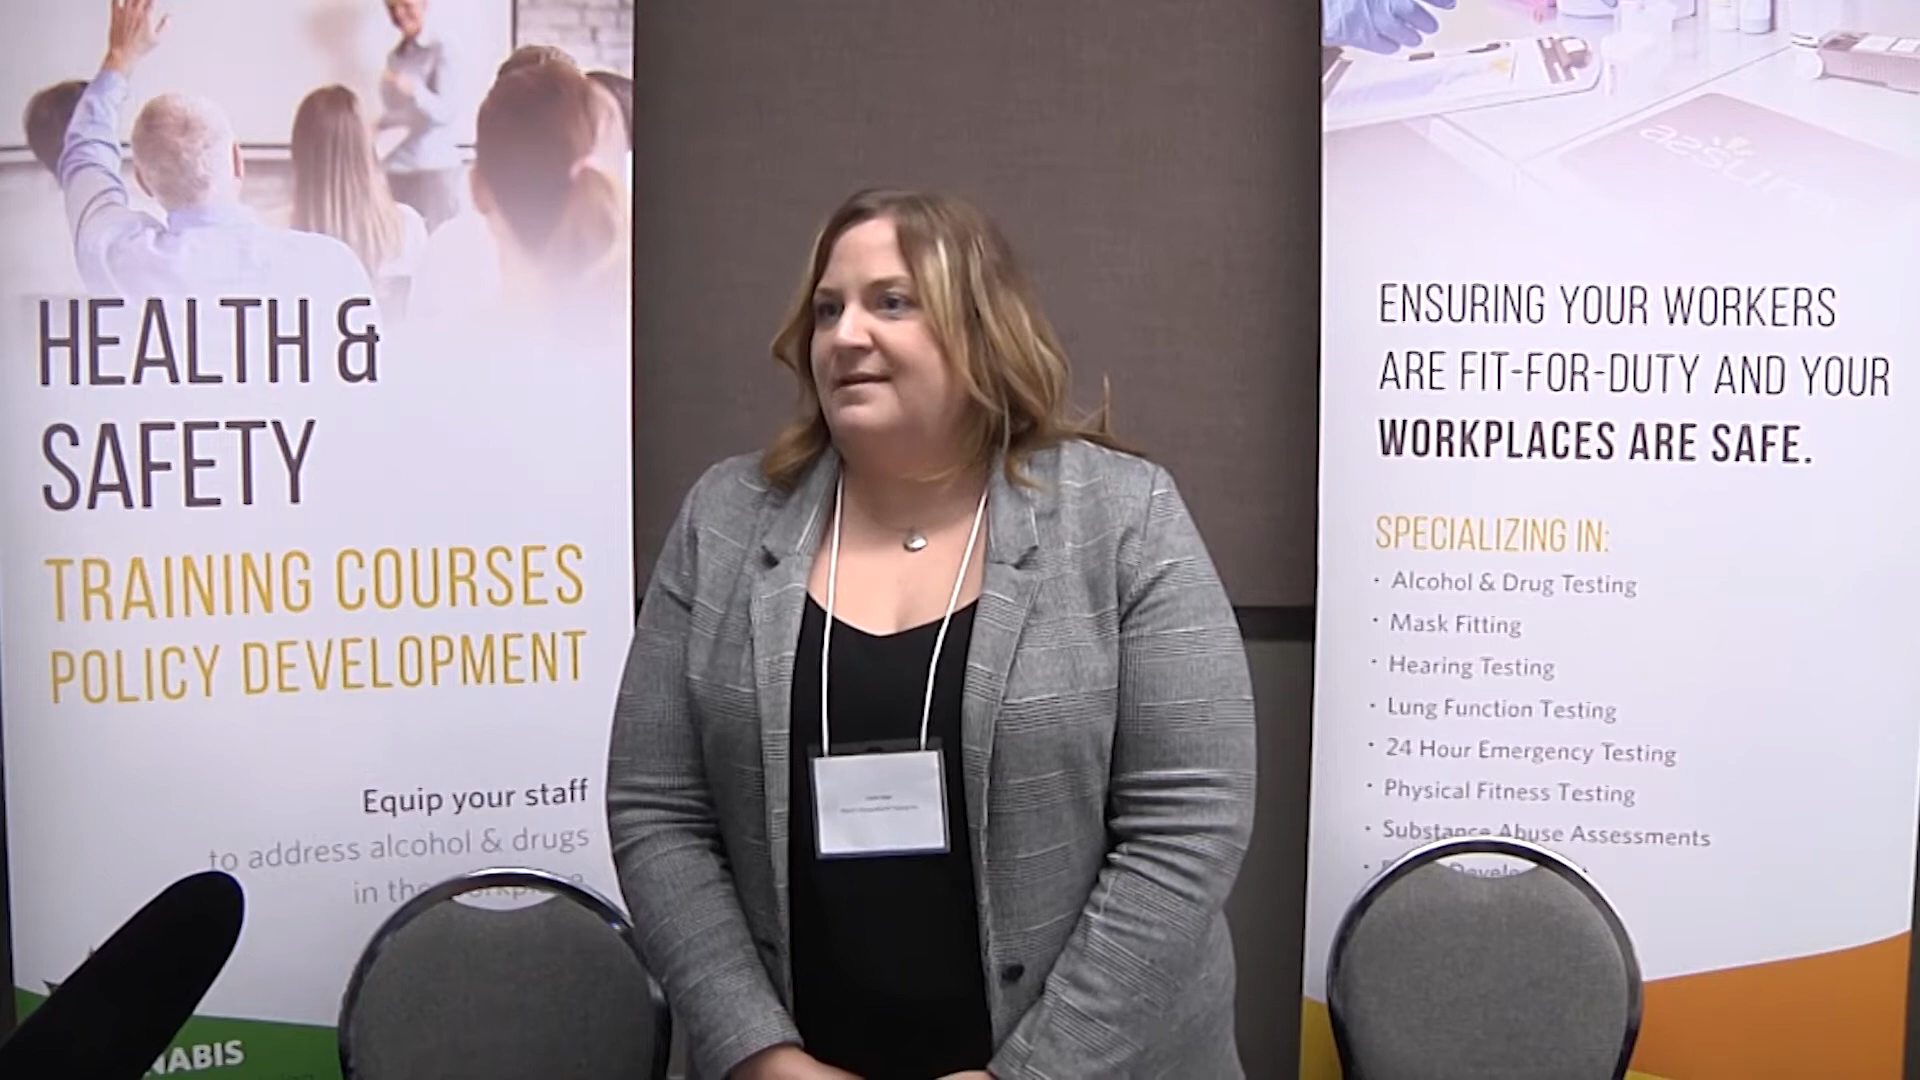 HEALTH &
SAFETY
TRAINING COURSES
POLICY DEVELOPMENT
Equip your staff
to address alcohol & drugs
in the workplace.
NABIS
ENSURING YOUR WORKERS
ARE FIT-FOR-DUTY AND YOUR
WORKPLACES ARE SAFE.
SPECIALIZING IN:
· Alcohol & Drug Testing
· Mask Fitting
· Hearing Testing
· Lung Function Testing
· 24 Hour Emergency Testing
· Physical Fitness Testing
· Substance Abuse Assessments